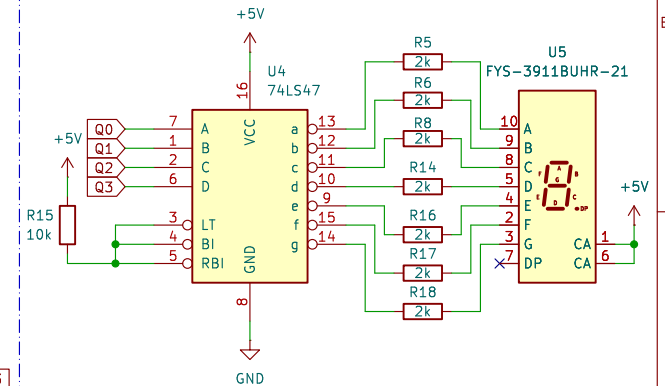 +5V
U4
74LS47
16
VCC
Q0
Q1
Q2
Q3
7
1
2
6
A
B
C
D
3
4
5
LT
BI
RBI
GND
8
GND
+5V
R15
10k
a
b
c
d
e
f
g
13
12
11
10
9
15
14
R5
2k
R6
2k
R8
2k
R14
2k
R16
2k
R17
2k
R18
2k
U5
FYS-3911BUHR-21
10
9
8
5
4
2
3
7
A
B
C
D
E
F
G
DP
A
F
B
G
E
C
D
DP
CA
CA
1
6
+5V